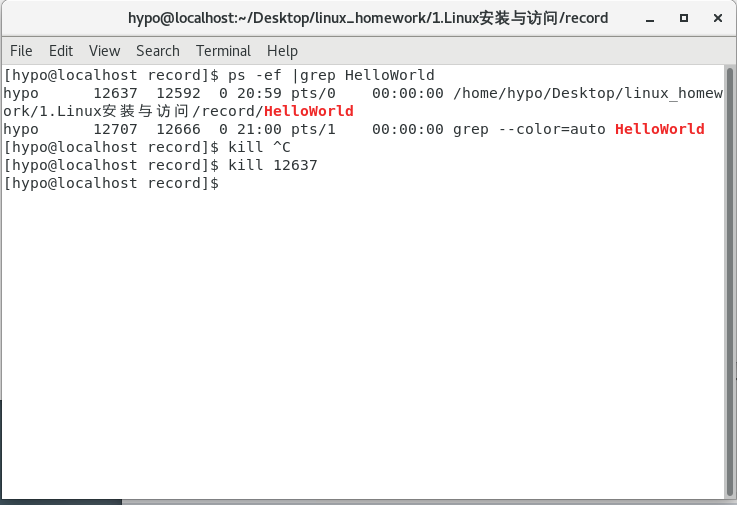 hypo@localhost:~/Desktop/linux_homework/1.Linux安装与访问/record
File Edit View Search Terminal Help
[hypo@localhost record]$ ps -ef |grep HelloWorld
hypo      12637  12592  0 20:59 pts/0    00:00:00 /home/hypo/Desktop/linux_homew
ork/1.Linux安装与访问/record/HelloWorld
hypo      12707  12666  0 21:00 pts/1    00:00:00 grep --color=auto HelloWorld
[hypo@localhost record]$ kill ^C
[hypo@localhost record]$ kill 12637
[hypo@localhost record]$